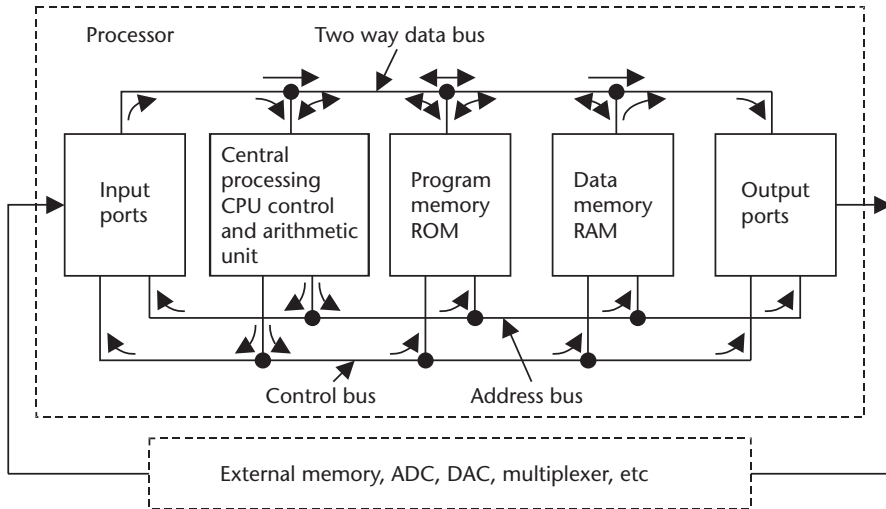 Processor
Two way data bus
Input
ports
Central
processing
CPU control
and arithmetic
unit
Program
memory
ROM
Data
memory
RAM
Output
ports
Control bus
Address bus
External memory, ADC, DAC, multiplexer, etc